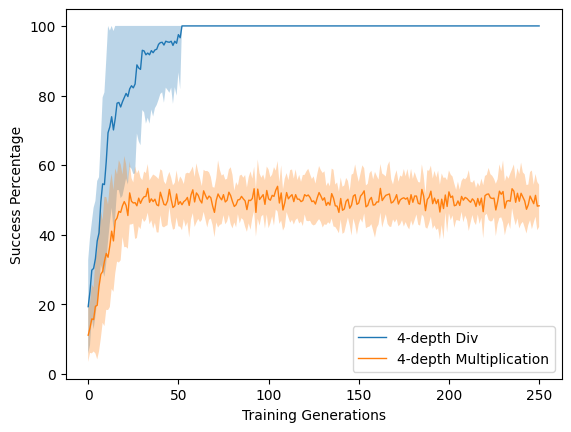 100
80
60
40
20
0
Success Percentage
0 50 100 150 200 250
Training Generations
4-depth Div
4-depth Multiplication